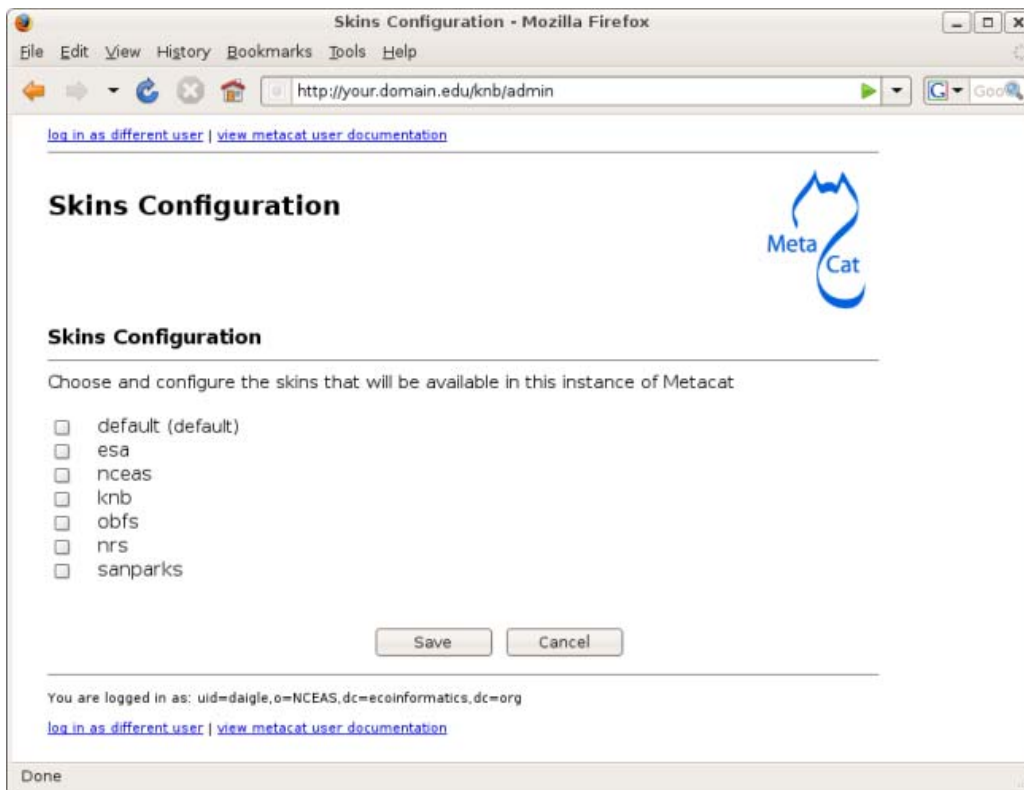 Skins Configuration - Mozilla Firefox
File Edit View History Bookmarks Tools Help
http://your.domain.edu/knb/admin
G Goo
log in as different user | view metacat user documentation
Skins Configuration
Meta
Cat
Skins Configuration
Choose and configure the skins that will be available in this instance of Metacat
default (default)
esa
nceas
knb
obfs
nrs
sanparks
Save Cancel
You are logged in as: uid=daigle,o=NCEAS,dc=ecoinformatics,dc=org
log in as different user | view metacat user documentation
Done